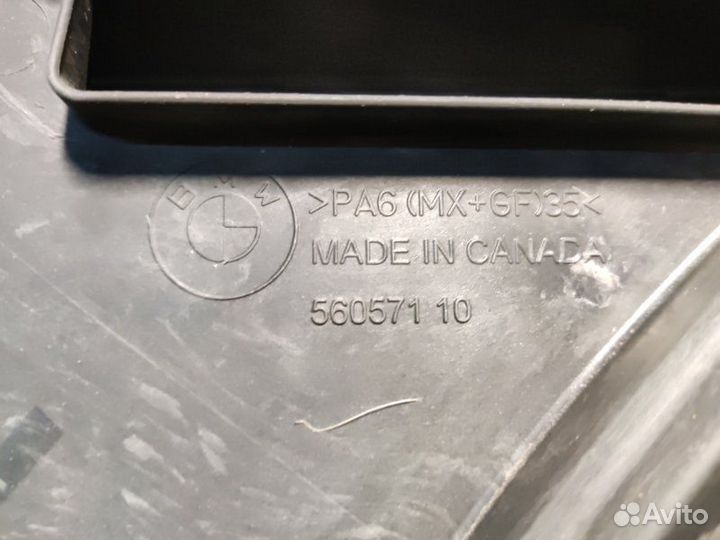 BMW
>PA6 (MX+GF)35<
MADE IN CANADA
560571 10
Avito